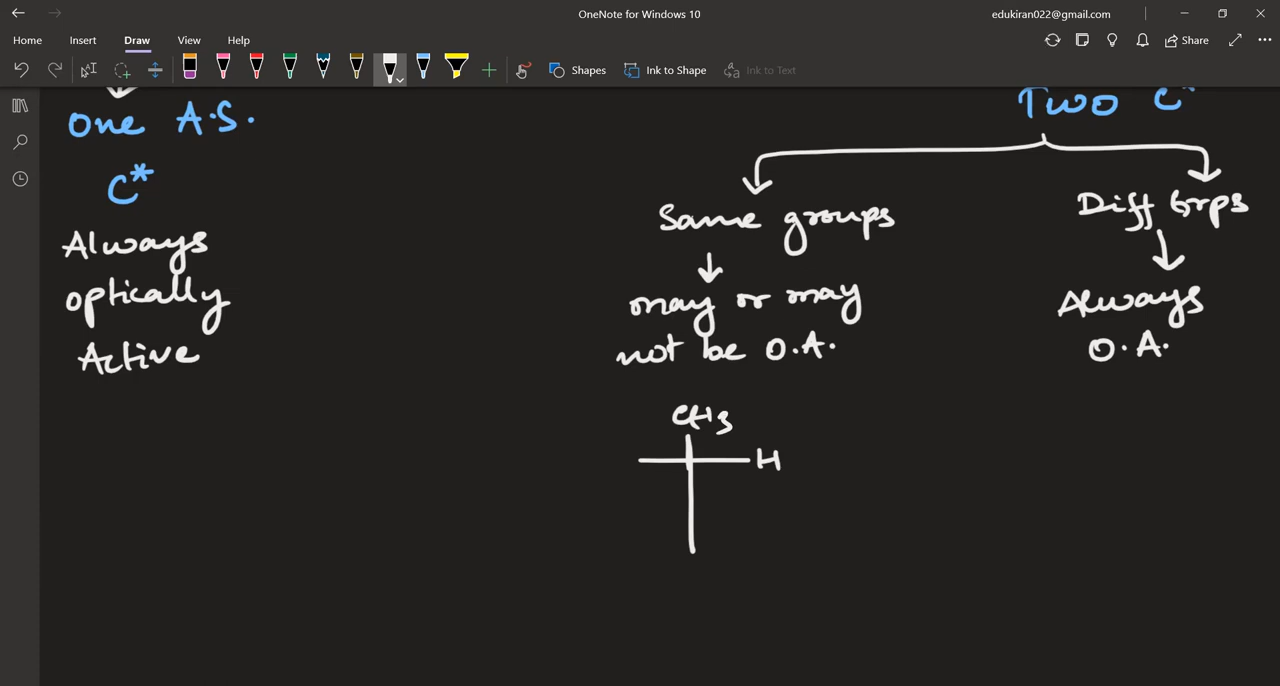 OneNote for Windows 10
edukiran022@gmail.com
Home Insert Draw View Help
Share
Shapes
Ink to Shape
Ink to Text
One A.S.
C*
Always
optically
Active
Two C*
Same groups
may or may
not be O.A.
Diff Grps
Always
O.A.
CH3
H